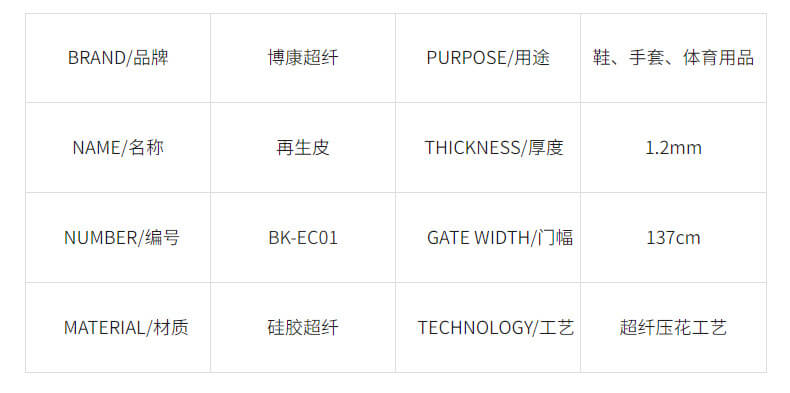 BRAND/品牌 博康超纤 PURPOSE/用途 鞋、手套、体育用品
NAME/名称 再生皮 THICKNESS/厚度 1.2mm
NUMBER/编号 BK-EC01 GATE WIDTH/门幅 137cm
MATERIAL/材质 硅胶超纤 TECHNOLOGY/工艺 超纤压花工艺